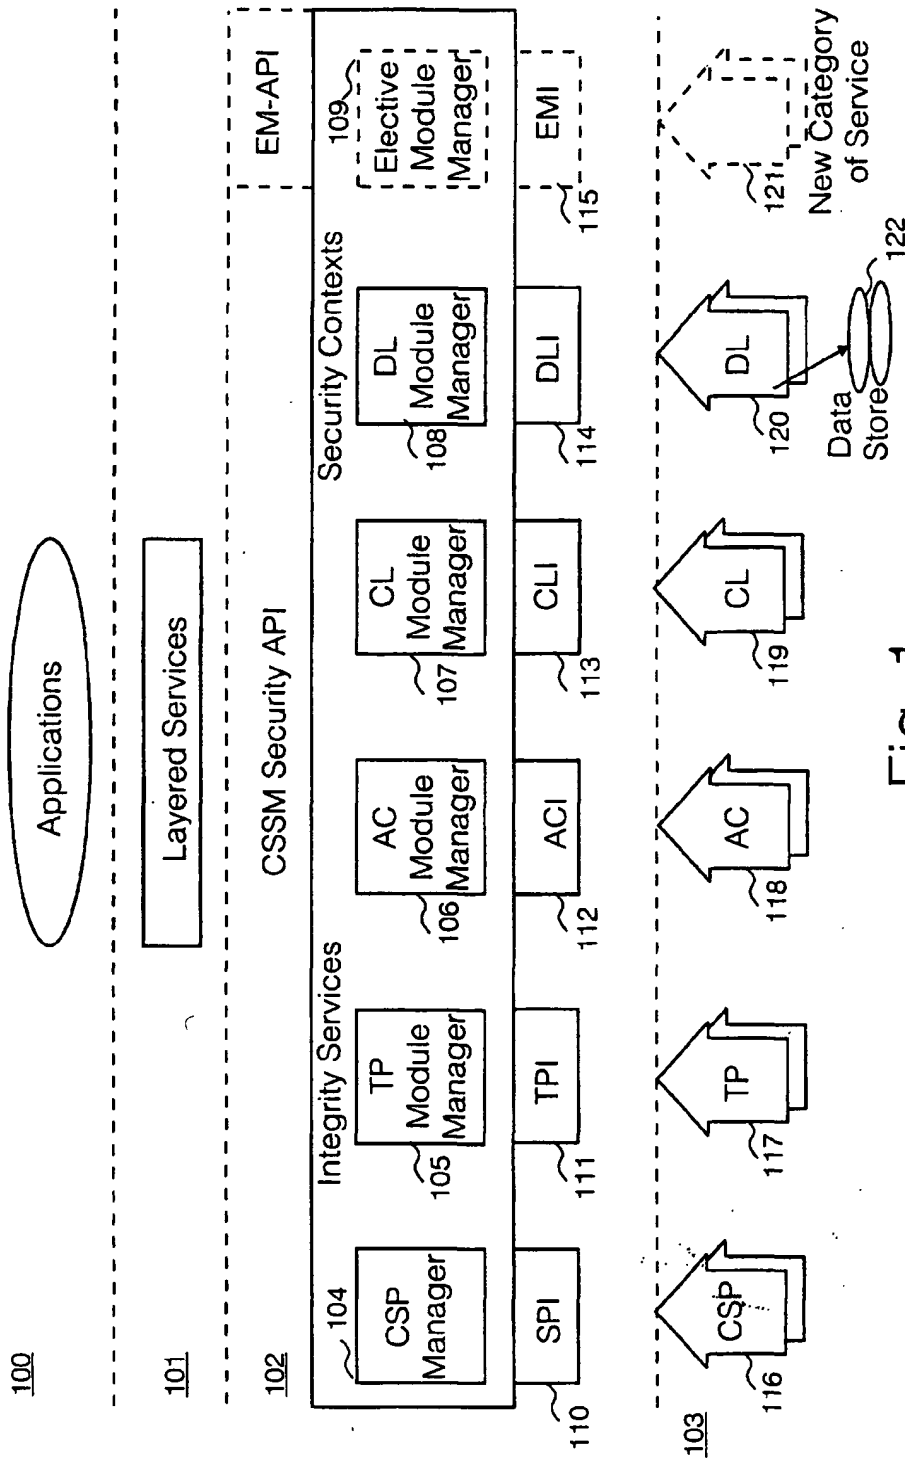 100
Applications
101
Layered Services
102
CSSM Security API
EM-API
Integrity Services
Security Contexts
104
CSP
Manager
TP
Module
Manager
105
AC
Module
Manager
106
CL
Module
Manager
107
DL
Module
Manager
108
109
Elective
Module
Manager
SPI
110
TPI
111
ACI
112
CLI
113
DLI
114
EMI
115
103
CSP
116
TP
117
AC
118
CL
119
DL
120
121
New Category
of Service
Data
Store
122
Fig. 1